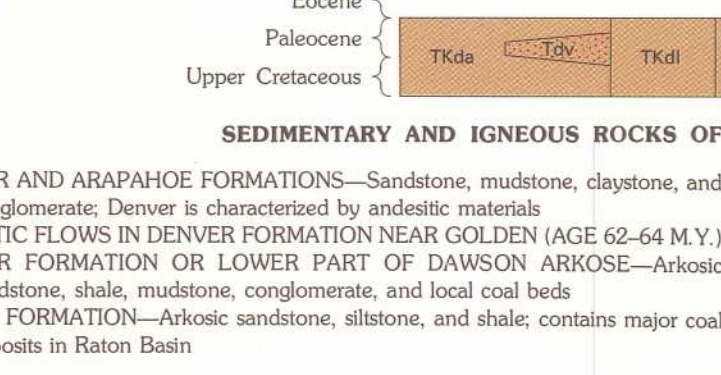 Eocene
Paleocene
Upper Cretaceous
TKda Tdv TKdl
SEDIMENTARY AND IGNEOUS ROCKS OF
R AND ARAPAHOE FORMATIONS—Sandstone, mudstone, claystone, and
glomerate; Denver is characterized by andesitic materials
TIC FLOWS IN DENVER FORMATION NEAR GOLDEN (AGE 62–64 M.Y.)
R FORMATION OR LOWER PART OF DAWSON ARKOSE—Arkosic
dstone, shale, mudstone, conglomerate, and local coal beds
FORMATION—Arkosic sandstone, siltstone, and shale; contains major coal
posits in Raton Basin